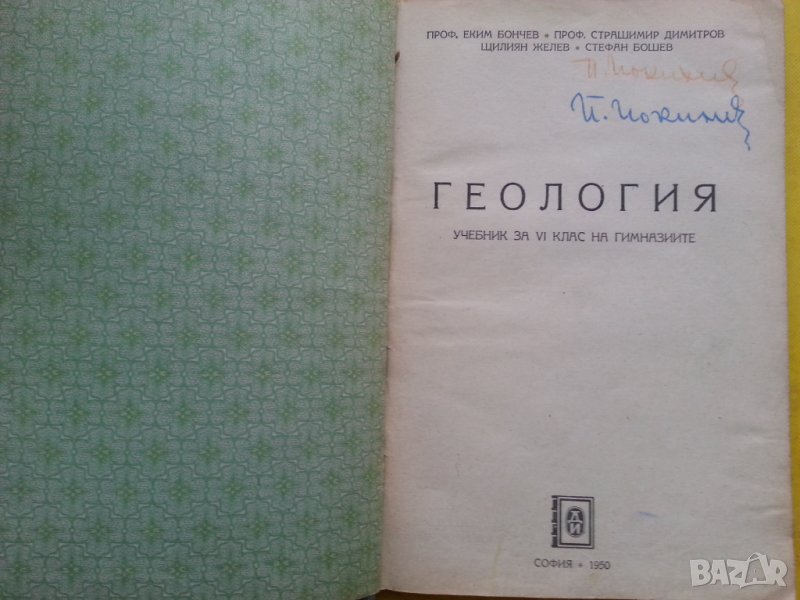 ПРОФ. ЕКИМ БОНЧЕВ • ПРОФ. СТРАШИМИР ДИМИТРОВ
ЩИЛИЯН ЖЕЛЕВ • СТЕФАН БОШЕВ
ГЕОЛОГИЯ
УЧЕБНИК ЗА VI КЛАС НА ГИМНАЗИИТЕ
СОФИЯ • 1950
BAZAR